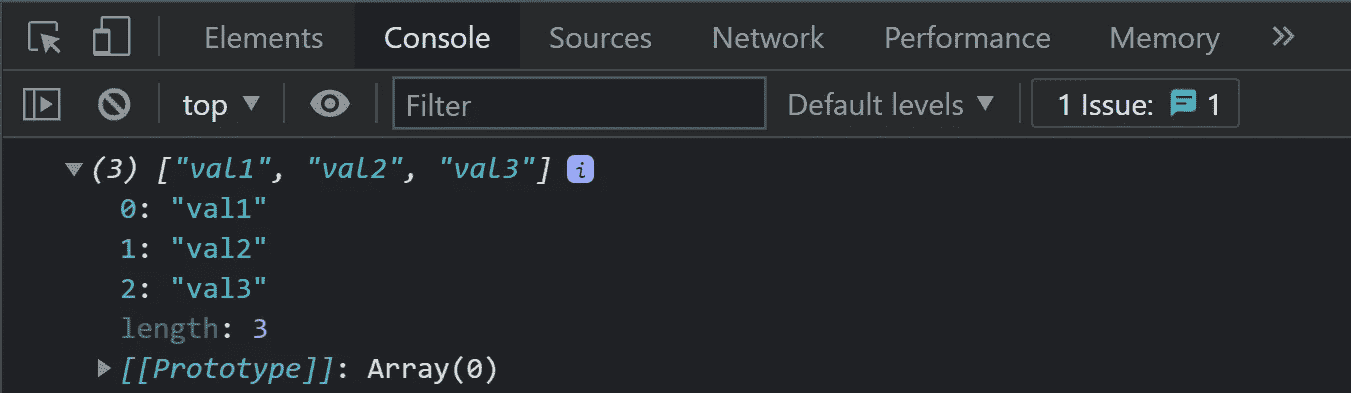 Elements Console Sources Network Performance Memory »
top ▼ Filter Default levels ▼ 1 Issue: 1
▼ (3) ["val1", "val2", "val3"] i
0: "val1"
1: "val2"
2: "val3"
length: 3
▶ [[Prototype]]: Array(0)